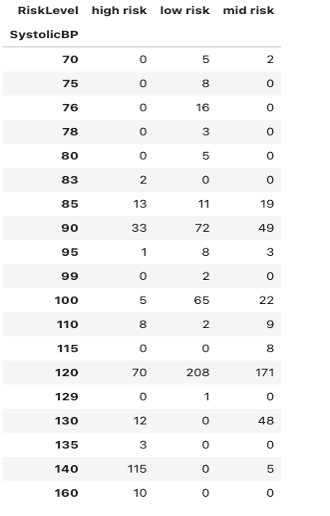 RiskLevel high risk low risk mid risk
SystolicBP
70 0 5 2
75 0 8 0
76 0 16 0
78 0 3 0
80 0 5 0
83 2 0 0
85 13 11 19
90 33 72 49
95 1 8 3
99 0 2 0
100 5 65 22
110 8 2 9
115 0 0 8
120 70 208 171
129 0 1 0
130 12 0 48
135 3 0 0
140 115 0 5
160 10 0 0